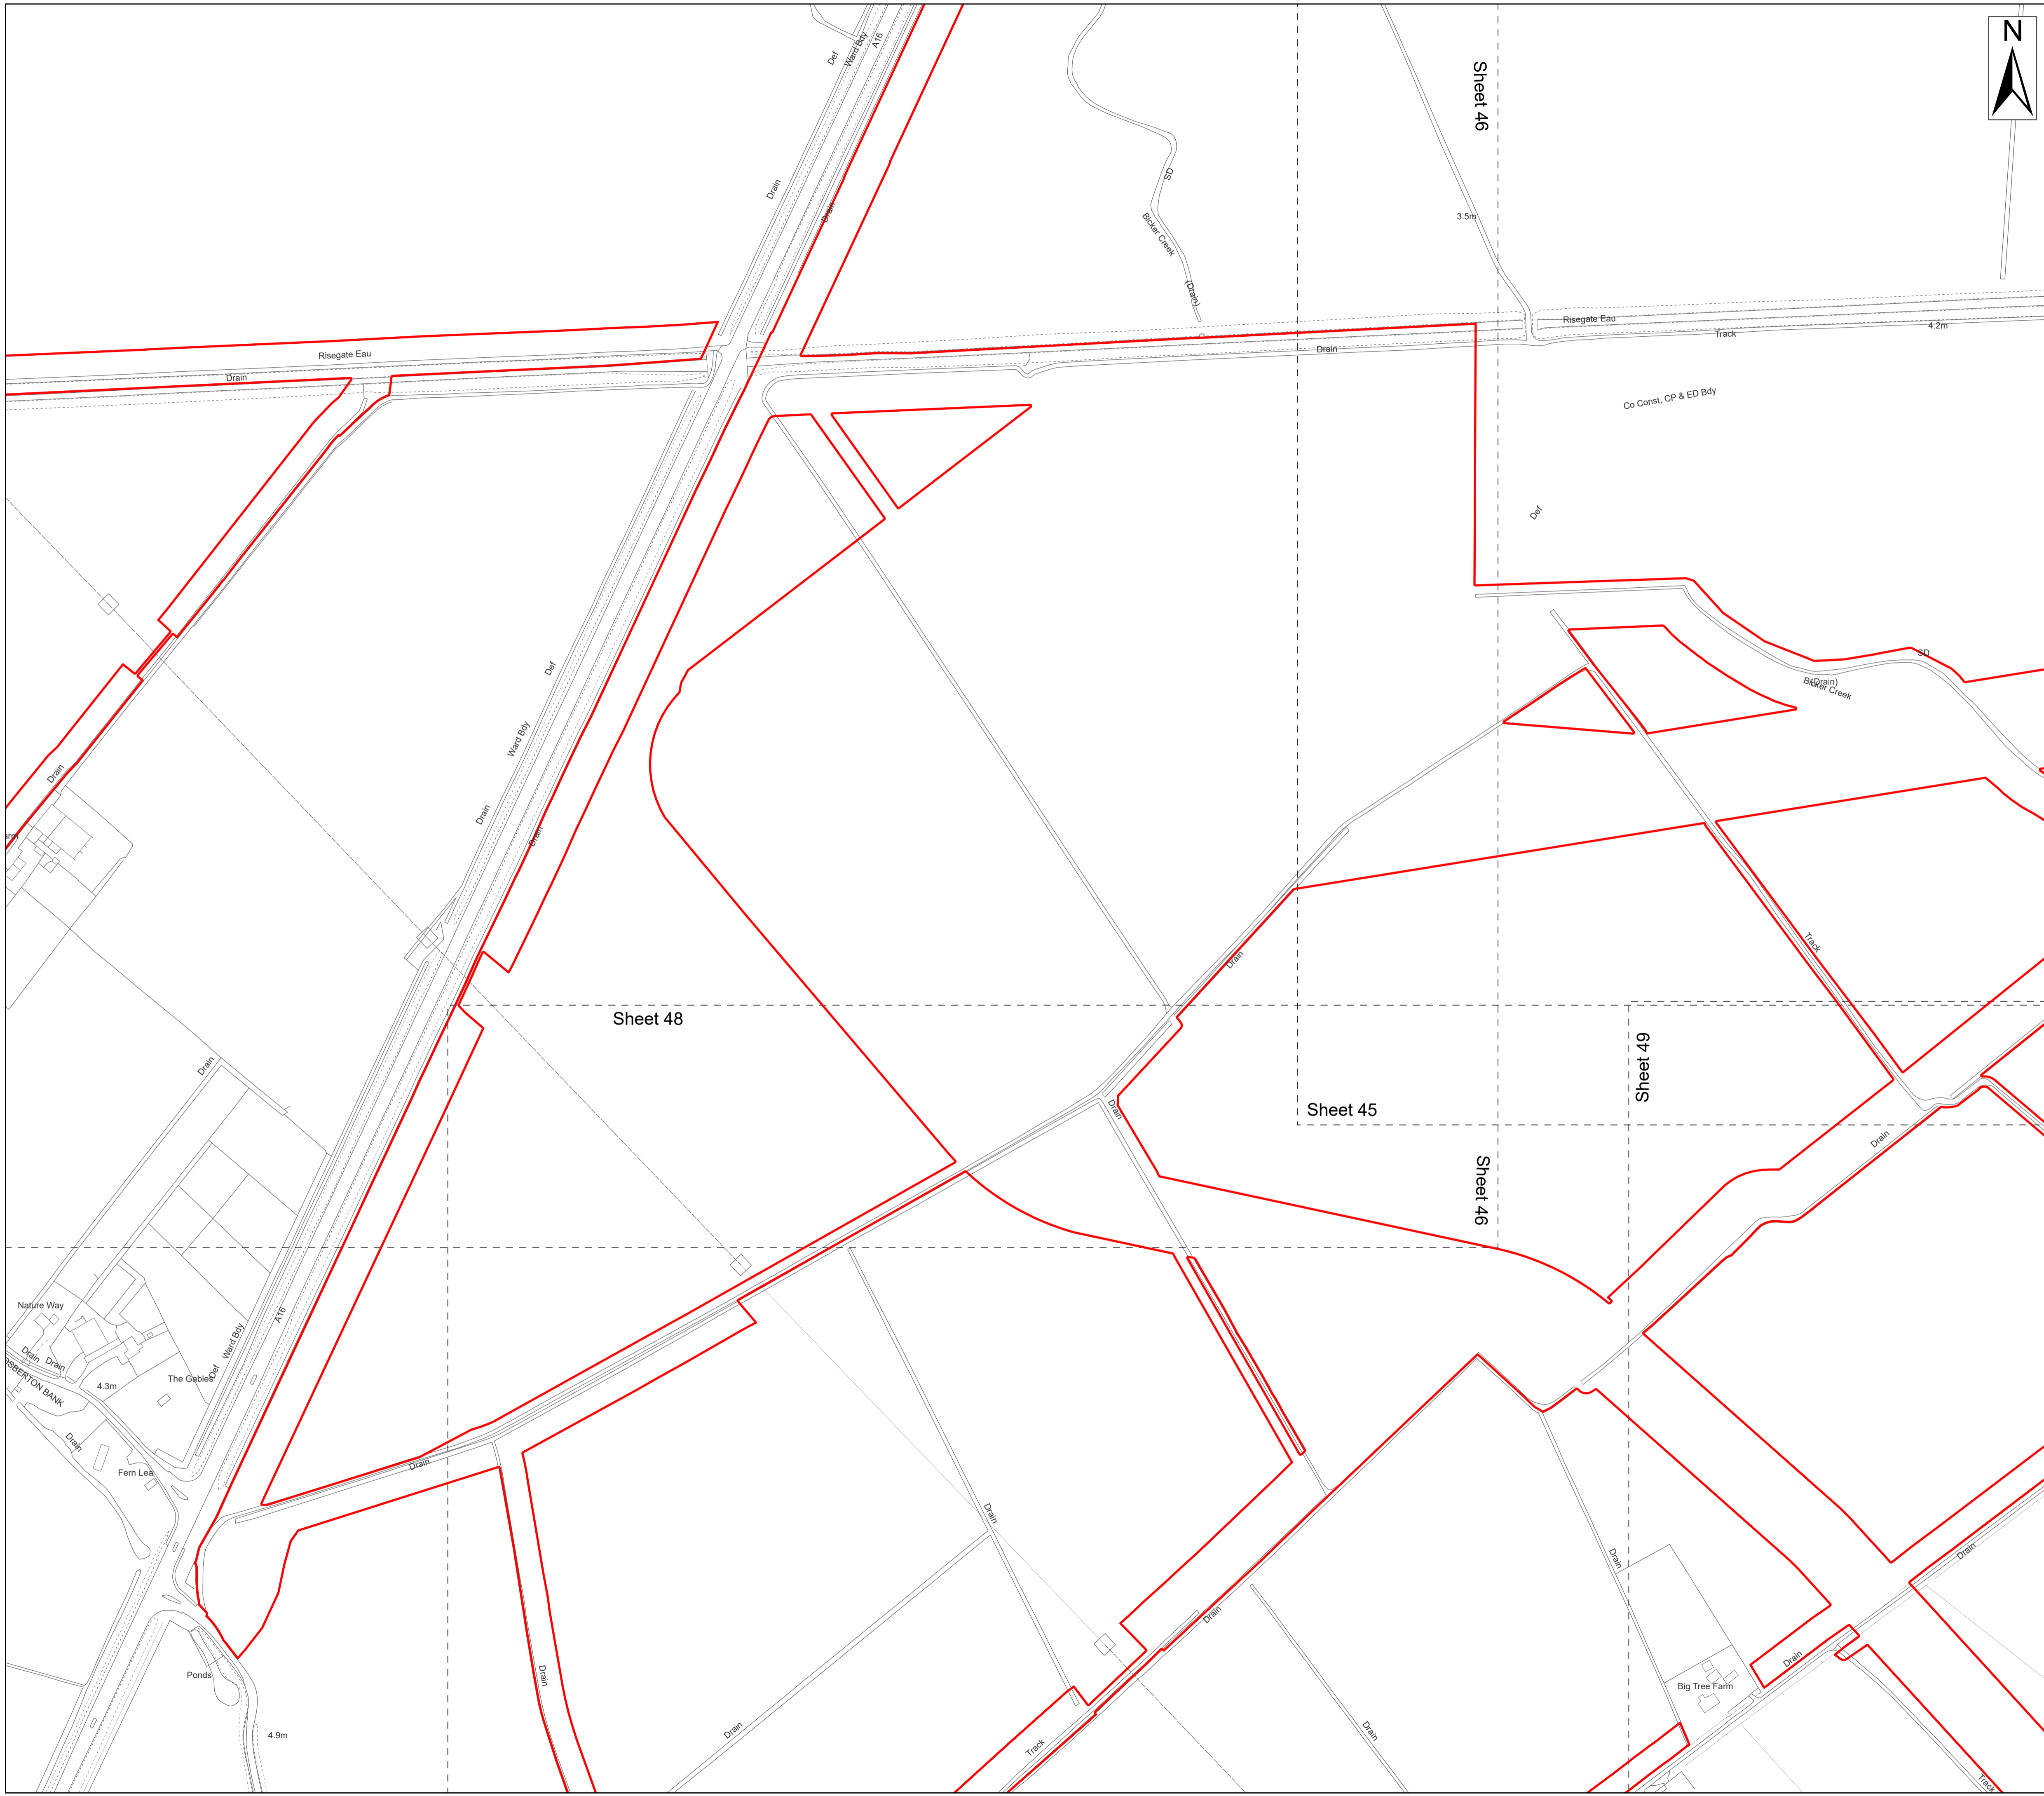 Def
Ward Bdy
A16
N
Sheet 46
Drain
SD
Drain
3.5m
Bicker Creek
(Drain)
Risegate Eau
Track
4.2m
Risegate Eau
Drain
Drain
Co Const, CP & ED Bdy
Def
SD
(Drain)
Bicker Creek
Def
Ward Bdy
Drain
Drain
Drain
Track
Drain
Sheet 48
Drain
Sheet 49
Sheet 45
Drain
Drain
Sheet 46
Nature Way
A16
Ward Bdy
Def
Drain
Drain
OSBERTON BANK
4.3m
The Gables
Drain
Fern Lea
Drain
Drain
Drain
Drain
Drain
Drain
Ponds
Drain
Big Tree Farm
4.9m
Drain
Track
Drain
Track